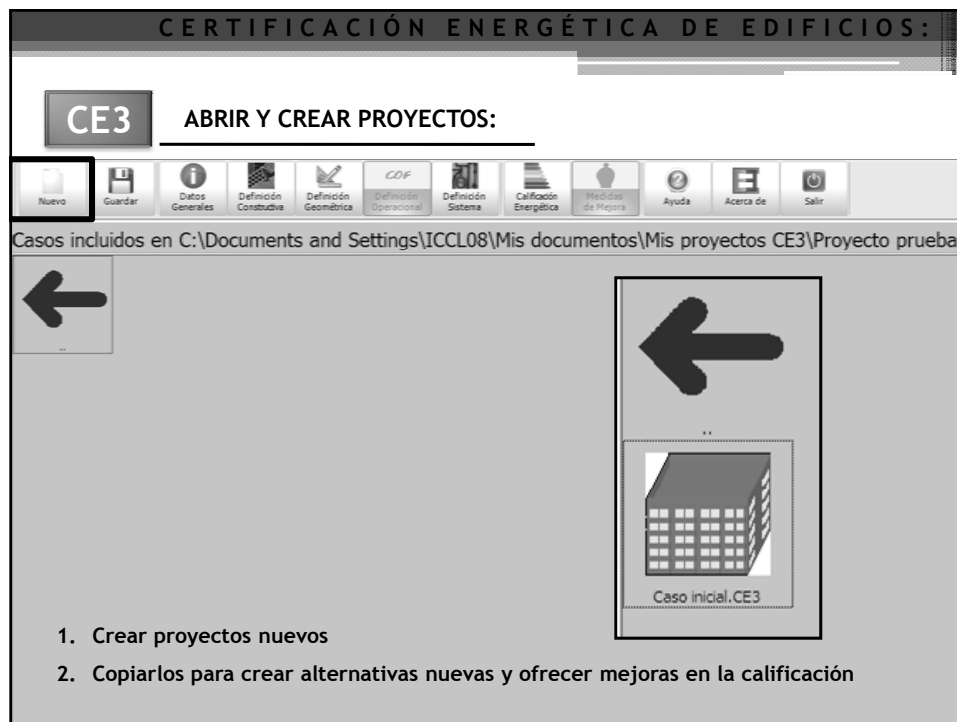 CERTIFICACIÓN ENERGÉTICA DE EDIFICIOS:
CE3
ABRIR Y CREAR PROYECTOS:
Nuevo
Guardar
Datos
Generales
Definición
Constructiva
Definición
Geométrica
COF
Definición
Operacional
Definición
Sistema
Calificación
Energética
Medidas
de Mejora
Ayuda
Acerca de
Salir
Casos incluidos en C:\Documents and Settings\ICCL08\Mis documentos\Mis proyectos CE3\Proyecto prueba
..
..
Caso inicial.CE3
1. Crear proyectos nuevos
2. Copiarlos para crear alternativas nuevas y ofrecer mejoras en la calificación